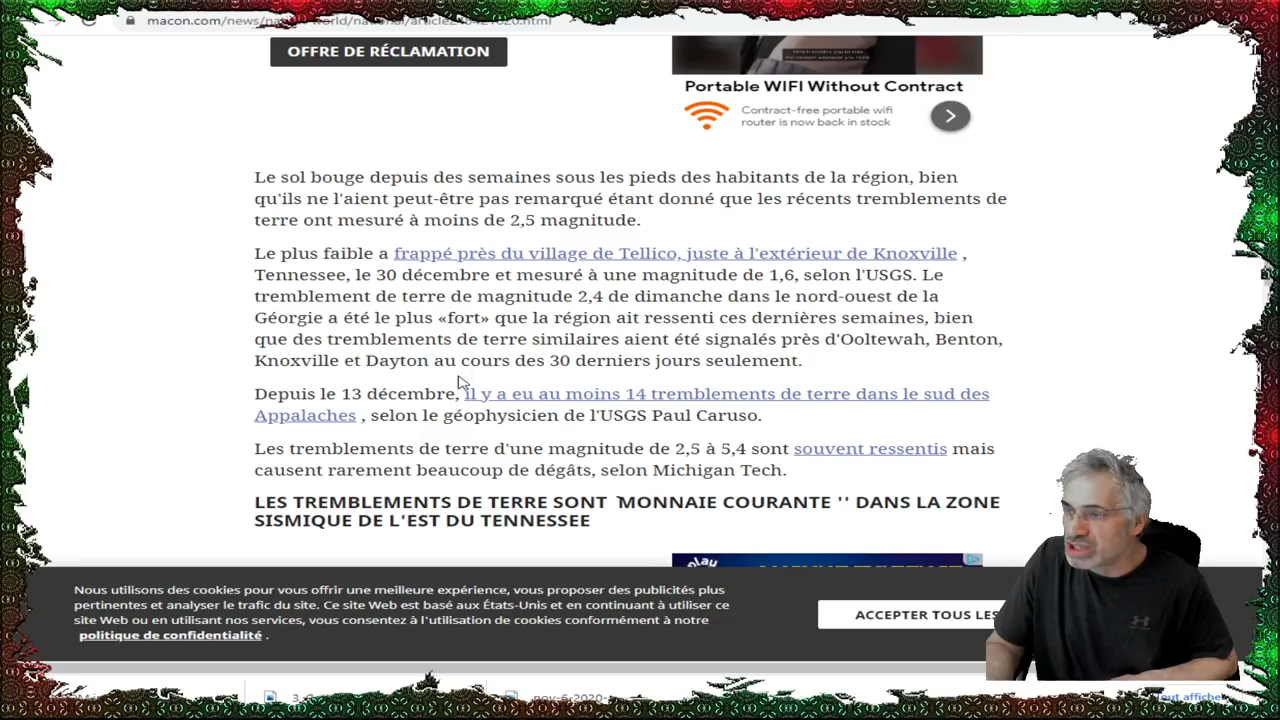 OFFRE DE RÉCLAMATION
Portable WIFI Without Contract
Contract-free portable wifi
router is now back in stock
Le sol bouge depuis des semaines sous les pieds des habitants de la région, bien
qu'ils ne l'aient peut-être pas remarqué étant donné que les récents tremblements de
terre ont mesuré à moins de 2,5 magnitude.
Le plus faible a frappé près du village de Tellico, juste à l'extérieur de Knoxville ,
Tennessee, le 30 décembre et mesuré à une magnitude de 1,6, selon l'USGS. Le
tremblement de terre de magnitude 2,4 de dimanche dans le nord-ouest de la
Géorgie a été le plus «fort» que la région ait ressenti ces dernières semaines, bien
que des tremblements de terre similaires aient été signalés près d'Ooltewah, Benton,
Knoxville et Dayton au cours des 30 derniers jours seulement.
Depuis le 13 décembre, il y a eu au moins 14 tremblements de terre dans le sud des
Appalaches , selon le géophysicien de l'USGS Paul Caruso.
Les tremblements de terre d'une magnitude de 2,5 à 5,4 sont souvent ressentis mais
causent rarement beaucoup de dégâts, selon Michigan Tech.
LES TREMBLEMENTS DE TERRE SONT `MONNAIE COURANTE '' DANS LA ZONE
SISMIQUE DE L'EST DU TENNESSEE
play
Nous utilisons des cookies pour vous offrir une meilleure expérience, vous proposer des publicités plus
pertinentes et analyser le trafic du site. Ce site Web est basé aux États-Unis et en continuant à utiliser ce
site Web ou en utilisant nos services, vous consentez à l'utilisation de cookies conformément à notre
politique de confidentialité .
ACCEPTER TOUS LES
nov-6-2020-
Tout affiche